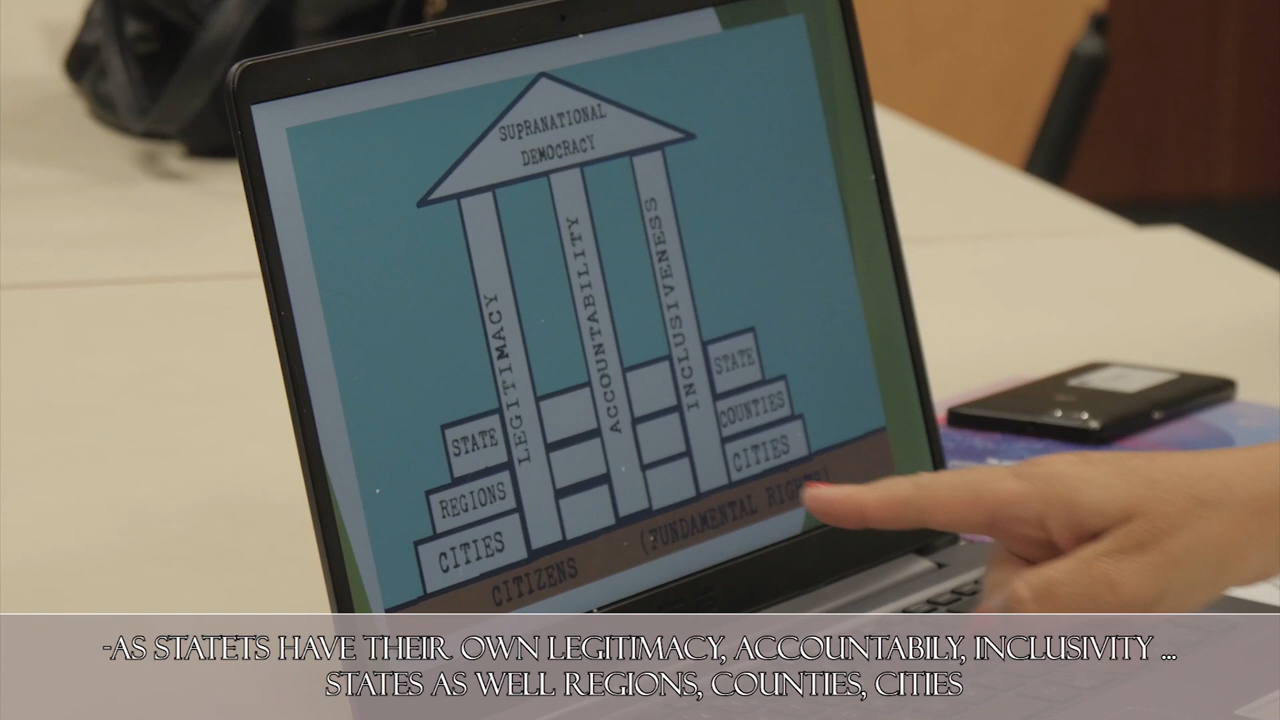 SUPRANATIONAL
DEMOCRACY
LEGITIMACY
ACCOUNTABILITY
INCLUSIVENESS
STATE
REGIONS
CITIES
STATE
COUNTIES
CITIES
CITIZENS
(FUNDAMENTAL RIGHTS)
-AS STATETS HAVE THEIR OWN LEGITIMACY, ACCOUNTABILY, INCLUSIVITY ...
STATES AS WELL REGIONS, COUNTIES, CITIES